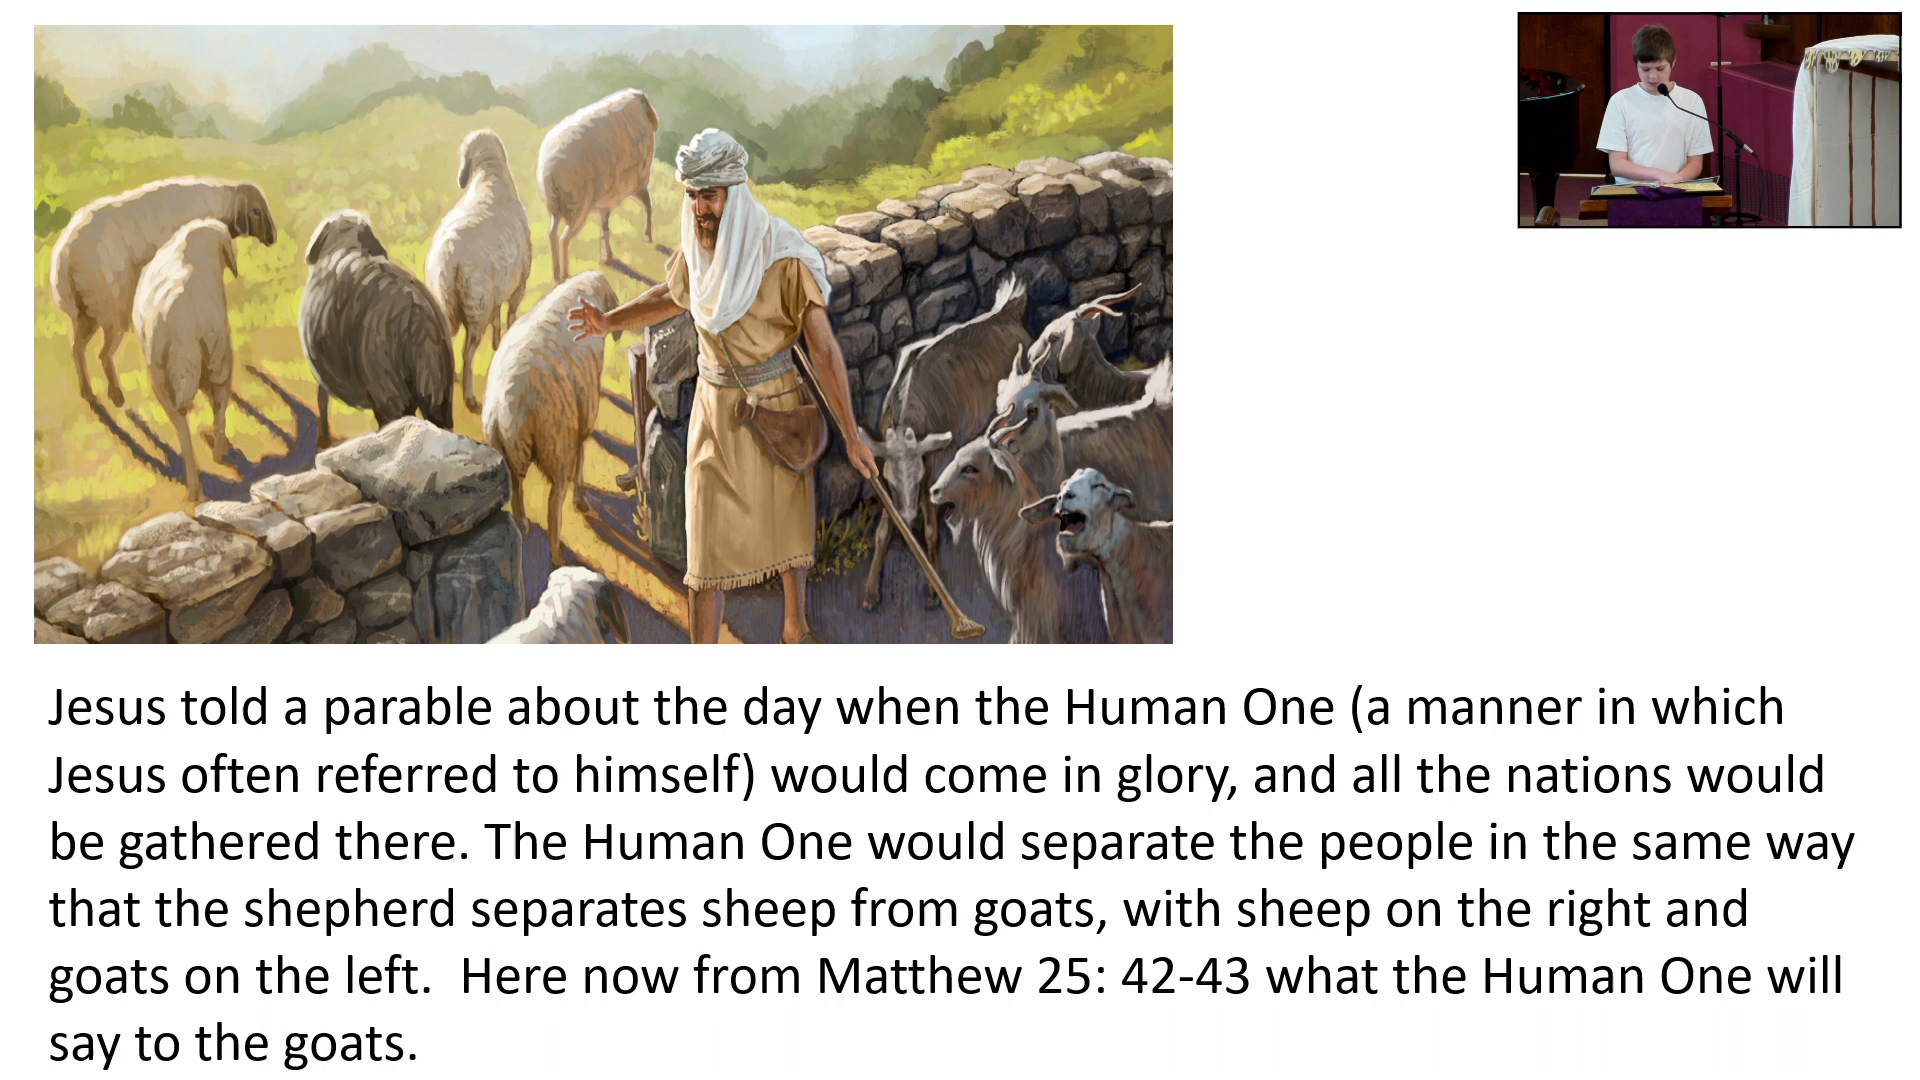 Jesus told a parable about the day when the Human One (a manner in which
Jesus often referred to himself) would come in glory, and all the nations would
be gathered there. The Human One would separate the people in the same way
that the shepherd separates sheep from goats, with sheep on the right and
goats on the left.  Here now from Matthew 25: 42-43 what the Human One will
say to the goats.